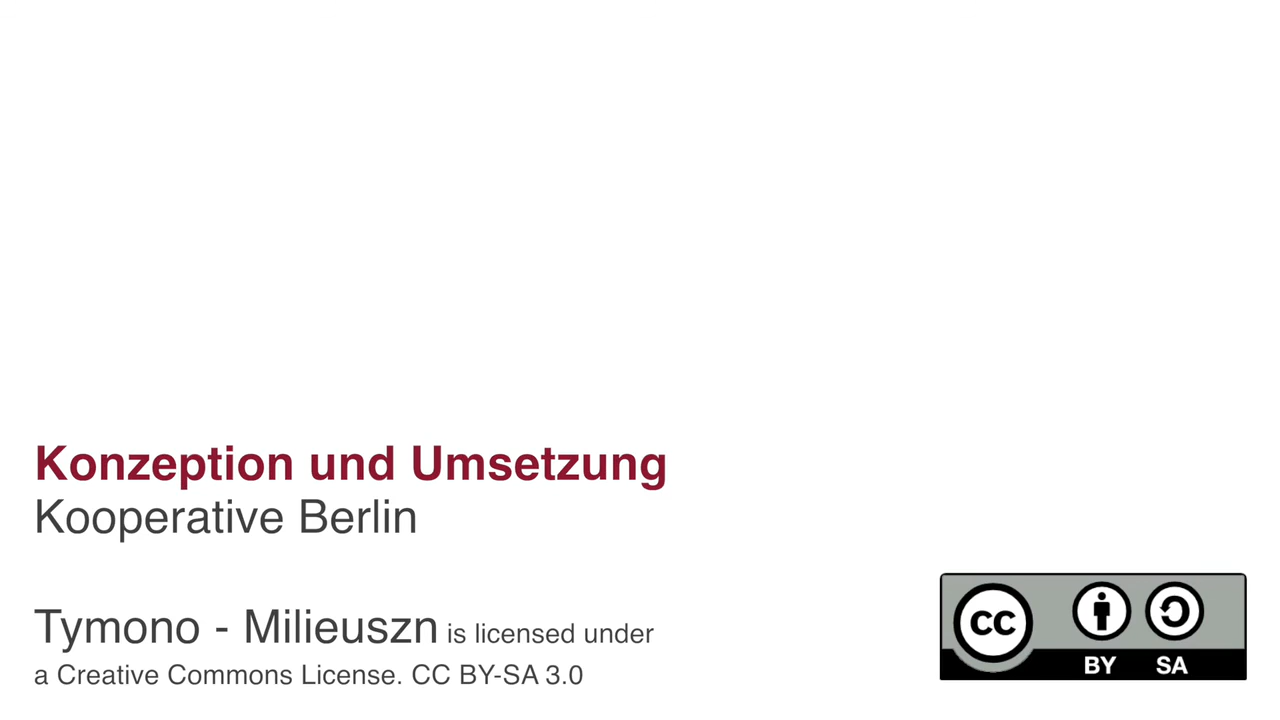 Konzeption und Umsetzung
Kooperative Berlin
Tymono - Milieuszn is licensed under
a Creative Commons License. CC BY-SA 3.0
cc
BY SA